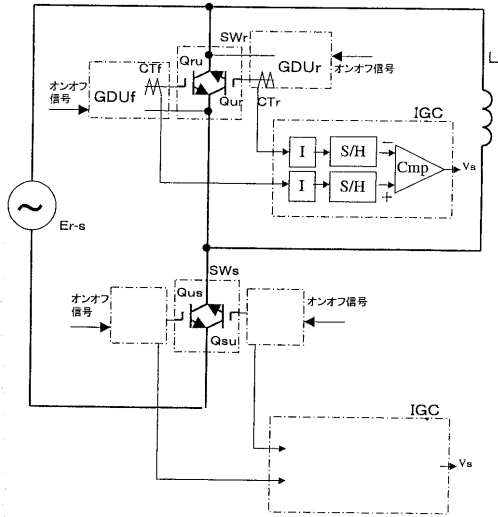 SWr
L
Qru
CTf
GDUr
オンオフ信号
オンオフ
信号
GDUf
Qur
CTr
IGC
I
S/H
−
Cmp
Vs
I
S/H
+
Er-s
SWs
オンオフ
信号
Qus
オンオフ信号
Qsu
IGC
Vs